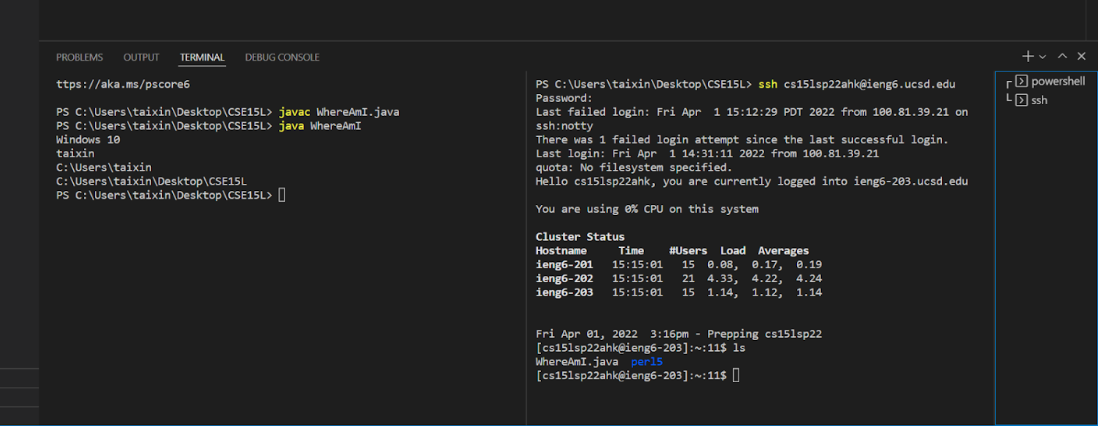 PROBLEMS OUTPUT TERMINAL DEBUG CONSOLE
ttps://aka.ms/pscore6
PS C:\Users\taixin\Desktop\CSE15L> javac WhereAmI.java
PS C:\Users\taixin\Desktop\CSE15L> java WhereAmI
Windows 10
taixin
C:\Users\taixin
C:\Users\taixin\Desktop\CSE15L
PS C:\Users\taixin\Desktop\CSE15L>
PS C:\Users\taixin\Desktop\CSE15L> ssh cs15lsp22ahk@ieng6.ucsd.edu
Password:
Last failed login: Fri Apr  1 15:12:29 PDT 2022 from 100.81.39.21 on
ssh:notty
There was 1 failed login attempt since the last successful login.
Last login: Fri Apr  1 14:31:11 2022 from 100.81.39.21
quota: No filesystem specified.
Hello cs15lsp22ahk, you are currently logged into ieng6-203.ucsd.edu
You are using 0% CPU on this system
Cluster Status
Hostname     Time    #Users  Load  Averages
ieng6-201   15:15:01   15  0.08,  0.17,  0.19
ieng6-202   15:15:01   21  4.33,  4.22,  4.24
ieng6-203   15:15:01   15  1.14,  1.12,  1.14
Fri Apr 01, 2022  3:16pm - Prepping cs15lsp22
[cs15lsp22ahk@ieng6-203]:~:11$ ls
WhereAmI.java  perl5
[cs15lsp22ahk@ieng6-203]:~:11$
powershell
ssh